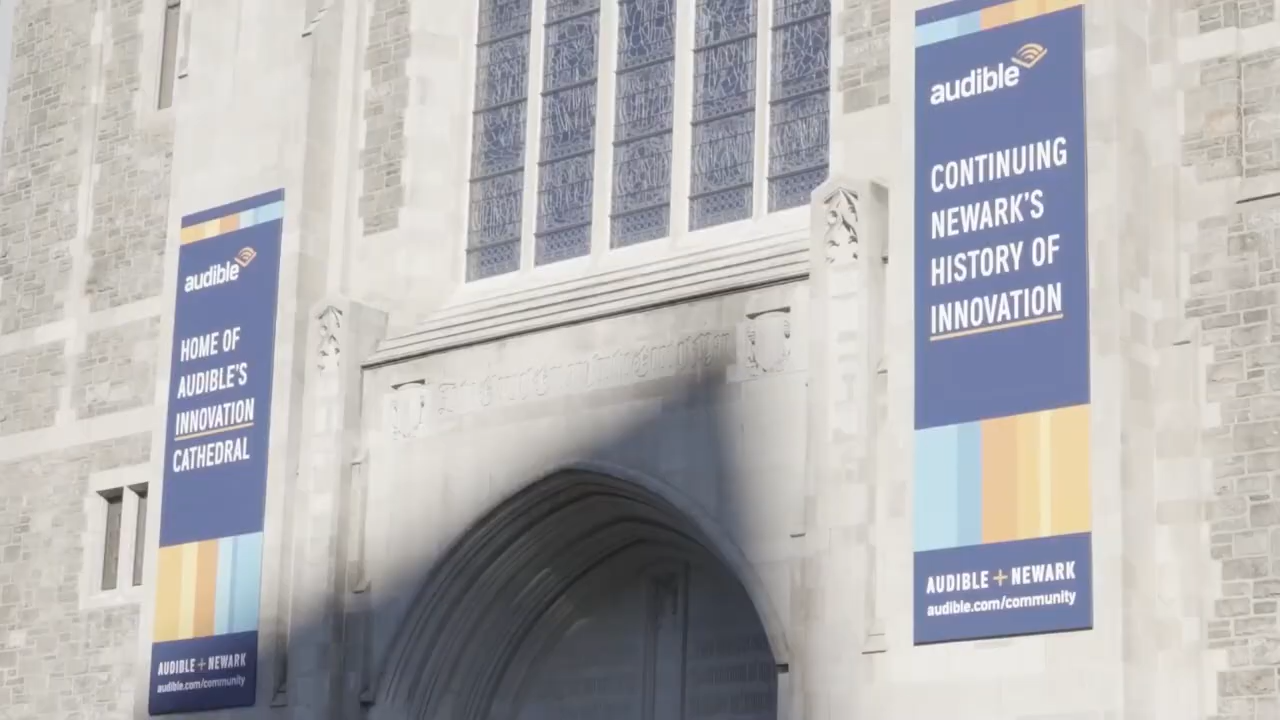 audible
HOME OF
AUDIBLE'S
INNOVATION
CATHEDRAL
AUDIBLE + NEWARK
audible.com/community
audible
CONTINUING
NEWARK'S
HISTORY OF
INNOVATION
AUDIBLE + NEWARK
audible.com/community